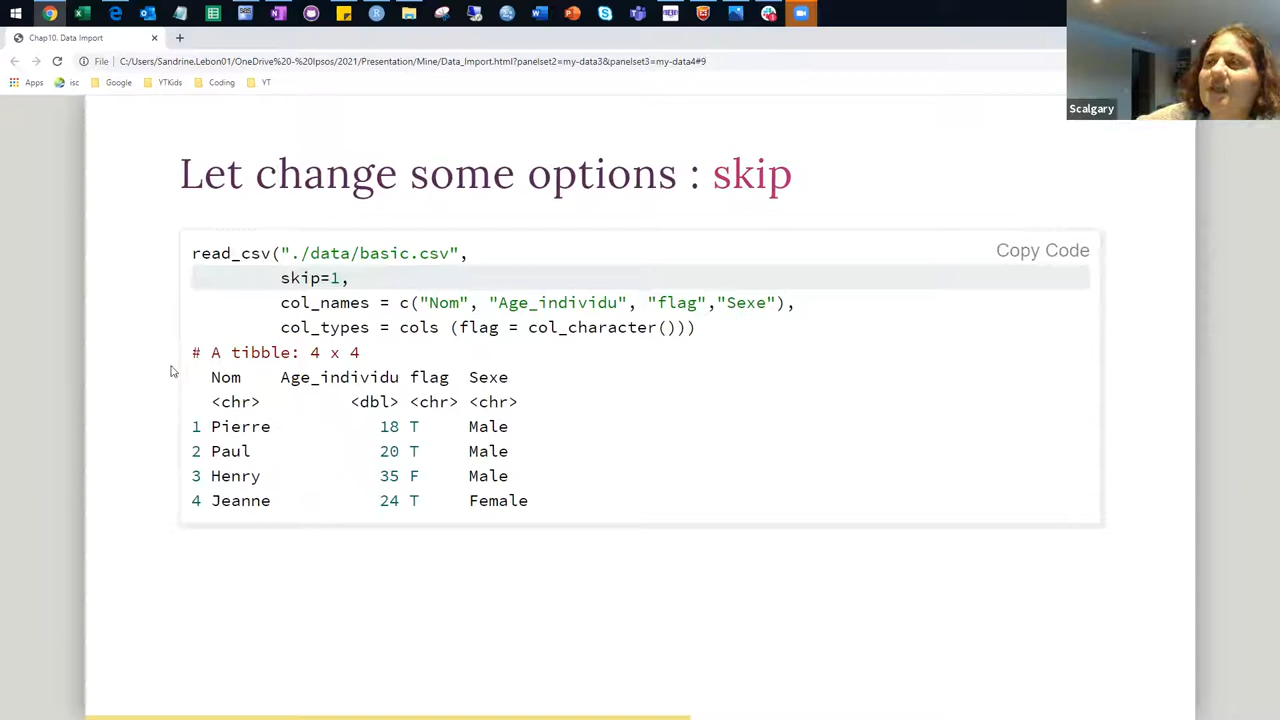 Chap10. Data Import
File C:/Users/Sandrine.Lebon01/OneDrive%20-%20Ipsos/2021/Presentation/Mine/Data_Import.html?panelset2=my-data3&panelset3=my-data4#9
Apps isc Google YTKids Coding YT
Scalgary
Let change some options : skip
Copy Code
read_csv("./data/basic.csv",
skip=1,
col_names = c("Nom", "Age_individu", "flag","Sexe"),
col_types = cols (flag = col_character()))
# A tibble: 4 x 4
Nom Age_individu flag Sexe
<chr> <dbl> <chr> <chr>
1 Pierre 18 T Male
2 Paul 20 T Male
3 Henry 35 F Male
4 Jeanne 24 T Female